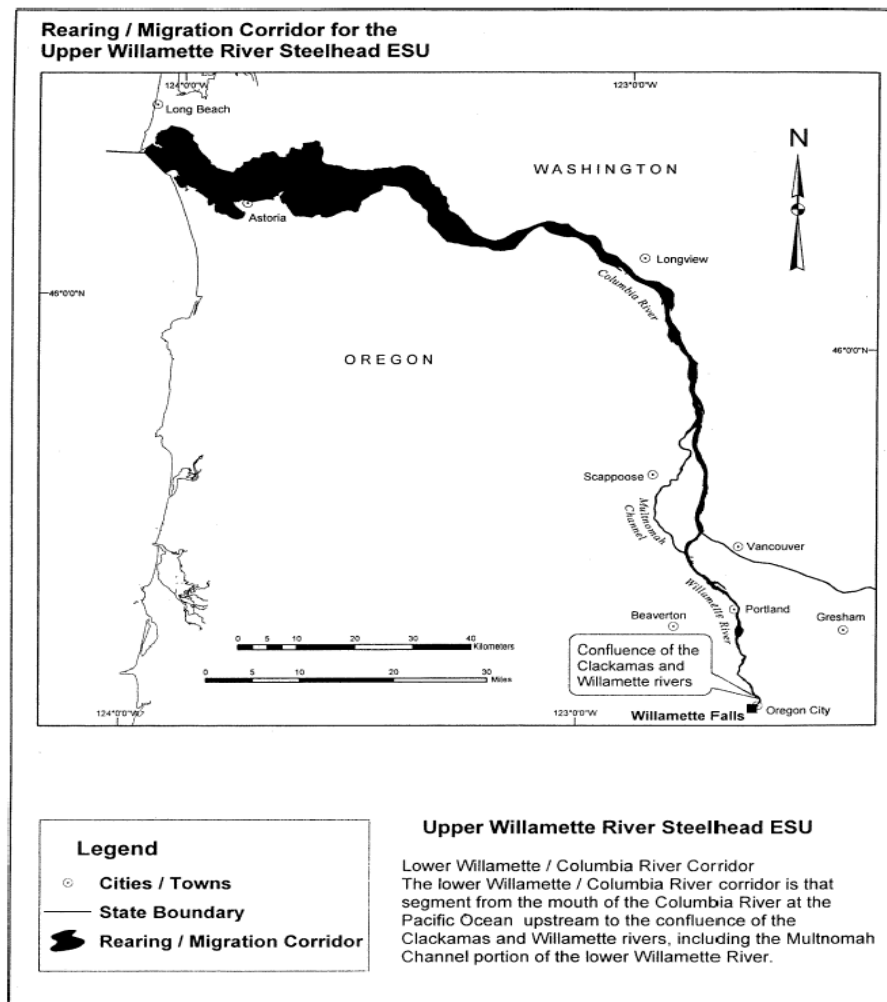 Rearing / Migration Corridor for the
Upper Willamette River Steelhead ESU
124°0'0"W
123°0'0"W
Long Beach
N
WASHINGTON
Astoria
Longview
Columbia River
46°0'0"N
46°0'0"N
OREGON
Scappoose
Multnomah
Channel
Vancouver
Willamette River
Portland
Beaverton
Gresham
0 5 10 20 30 40
Kilometers
Confluence of the
Clackamas and
Willamette rivers
0 5 10 20 30
Miles
Willamette Falls
Oregon City
124°0'0"W
123°0'0"W
Legend
Cities / Towns
State Boundary
Rearing / Migration Corridor
Upper Willamette River Steelhead ESU
Lower Willamette / Columbia River Corridor
The lower Willamette / Columbia River corridor is that
segment from the mouth of the Columbia River at the
Pacific Ocean upstream to the confluence of the
Clackamas and Willamette rivers, including the Multnomah
Channel portion of the lower Willamette River.